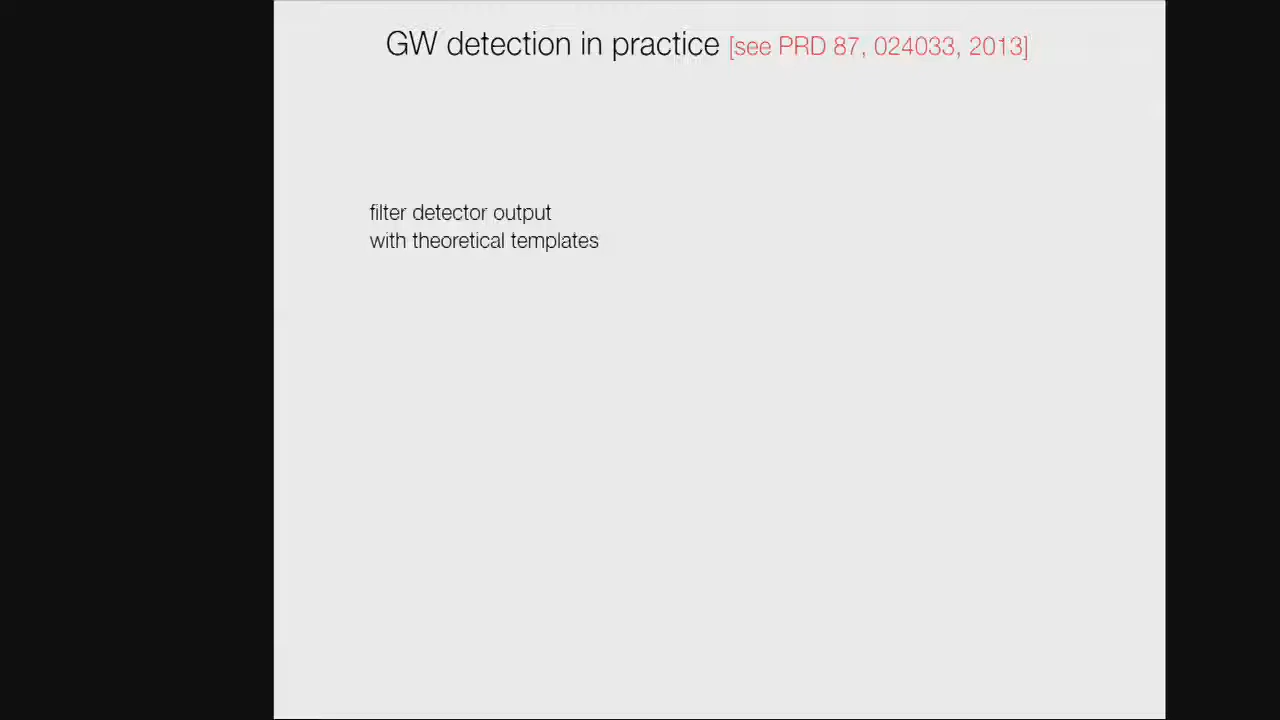 GW detection in practice [see PRD 87, 024033, 2013]
filter detector output
with theoretical templates